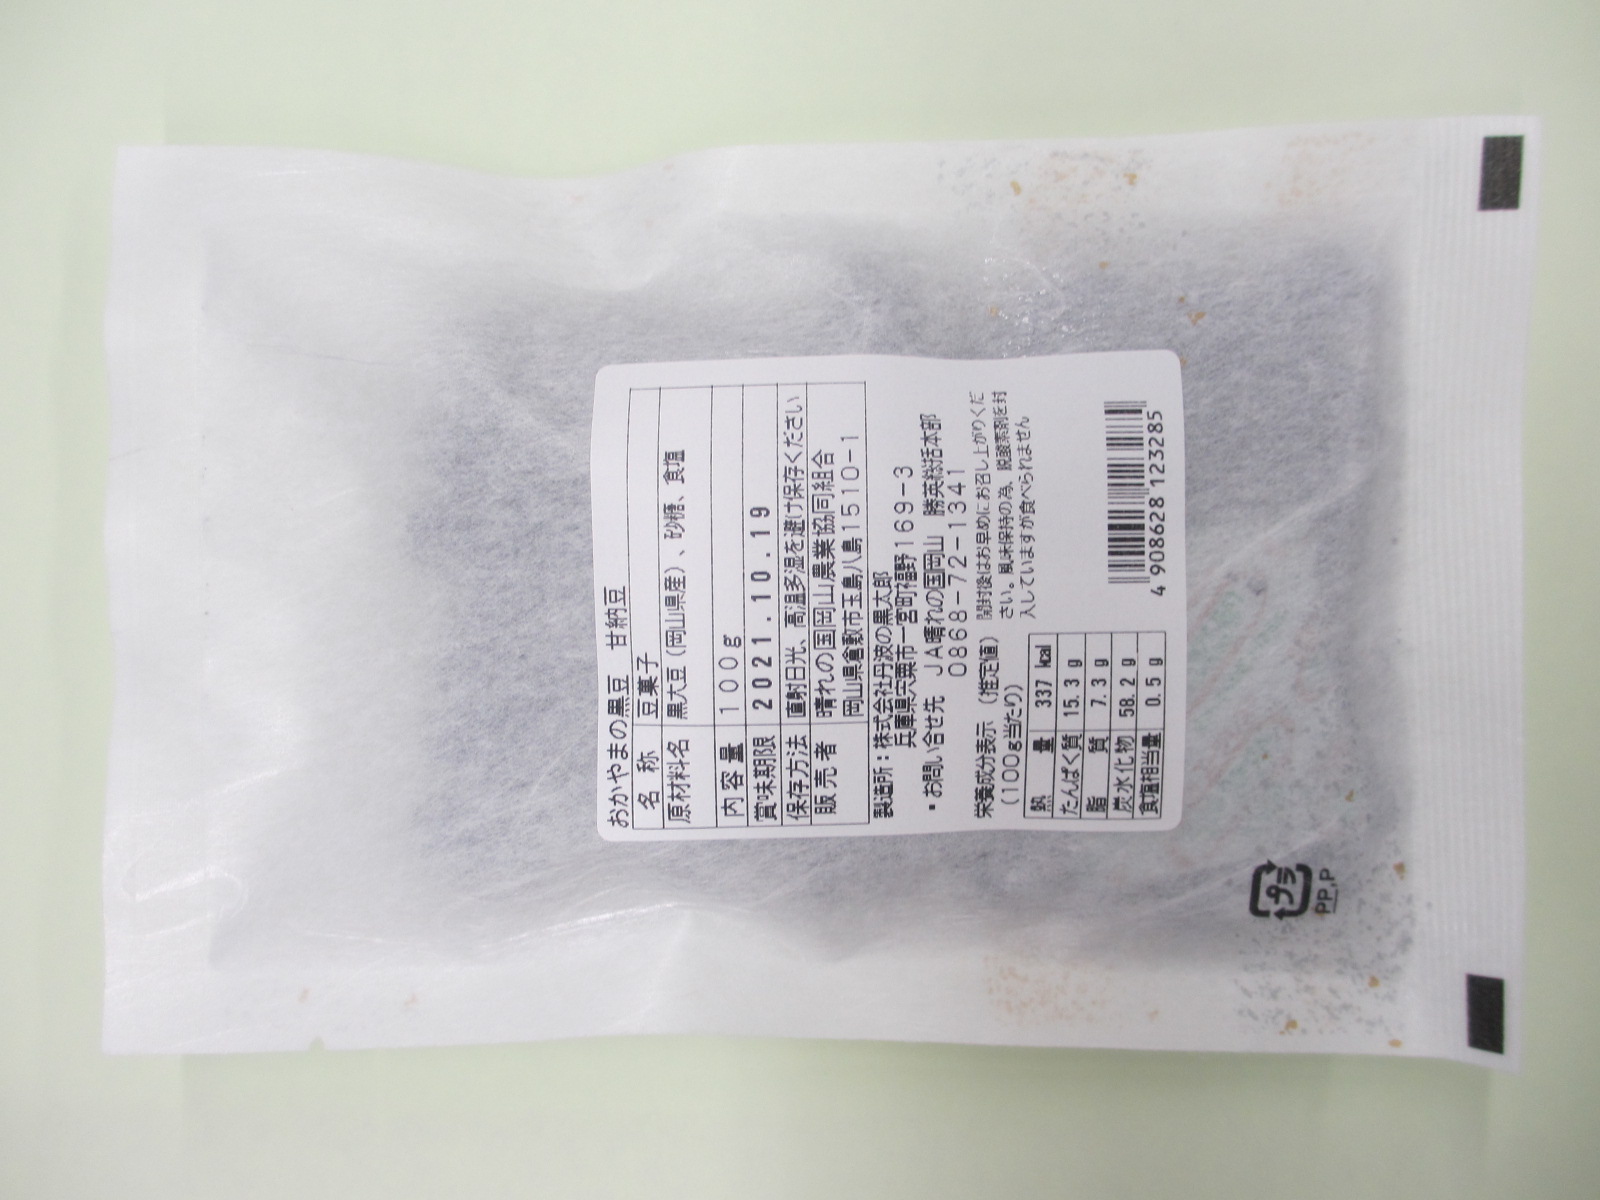 おかやまの黒豆 甘納豆
名称 豆菓子
原材料名 黒大豆(岡山県産)、砂糖、食塩
内容量 100g
賞味期限 2021.10.19
保存方法 直射日光、高温多湿を避け保存ください
販売者 晴れの国岡山農業協同組合
岡山県倉敷市玉島八島1510-1
製造所:株式会社丹波の黒太郎
兵庫県宍粟市一宮町福野169-3
・お問い合せ先 JA晴れの国岡山 勝英総括本部
0868-72-1341
栄養成分表示(推定値)
(100g当たり)
熱量 337 kcal
たんぱく質 15.3 g
脂質 7.3 g
炭水化物 58.2 g
食塩相当量 0.5 g
開封後はお早めにお召し上がりくだ
さい。風味保持の為、脱酸素剤を封
入していますが食べられません
4 908628 123285
プラ
PP,P